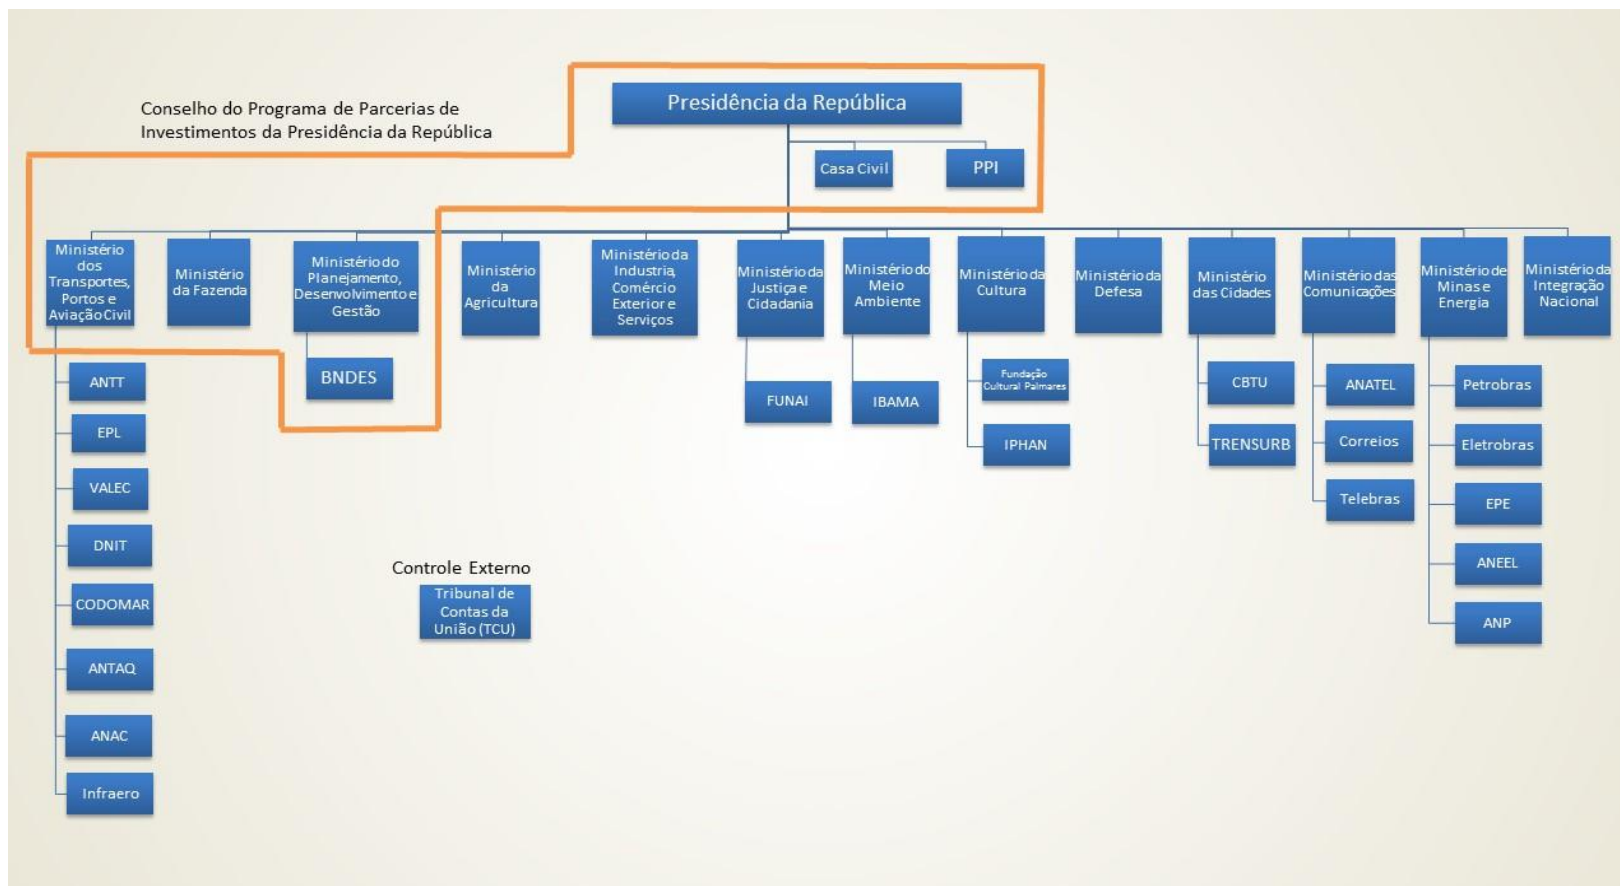 Conselho do Programa de Parcerias de
Investimentos da Presidência da República
Presidência da República
Casa Civil
PPI
Ministério
dos
Transportes,
Portos e
Aviação Civil
Ministério
da Fazenda
Ministério do
Planejamento,
Desenvolvimento e
Gestão
Ministério
da
Agricultura
Ministério da
Industria,
Comércio
Exterior e
Serviços
Ministério da
Justiça e
Cidadania
Ministério do
Meio
Ambiente
Ministério da
Cultura
Ministério da
Defesa
Ministério
das Cidades
Ministério das
Comunicações
Ministério de
Minas e
Energia
Ministério da
Integração
Nacional
ANTT
EPL
VALEC
DNIT
CODOMAR
ANTAQ
ANAC
Infraero
BNDES
FUNAI
IBAMA
Fundação
Cultural Palmares
IPHAN
CBTU
TRENSURB
ANATEL
Correios
Telebras
Petrobras
Eletrobras
EPE
ANEEL
ANP
Controle Externo
Tribunal de
Contas da
União (TCU)